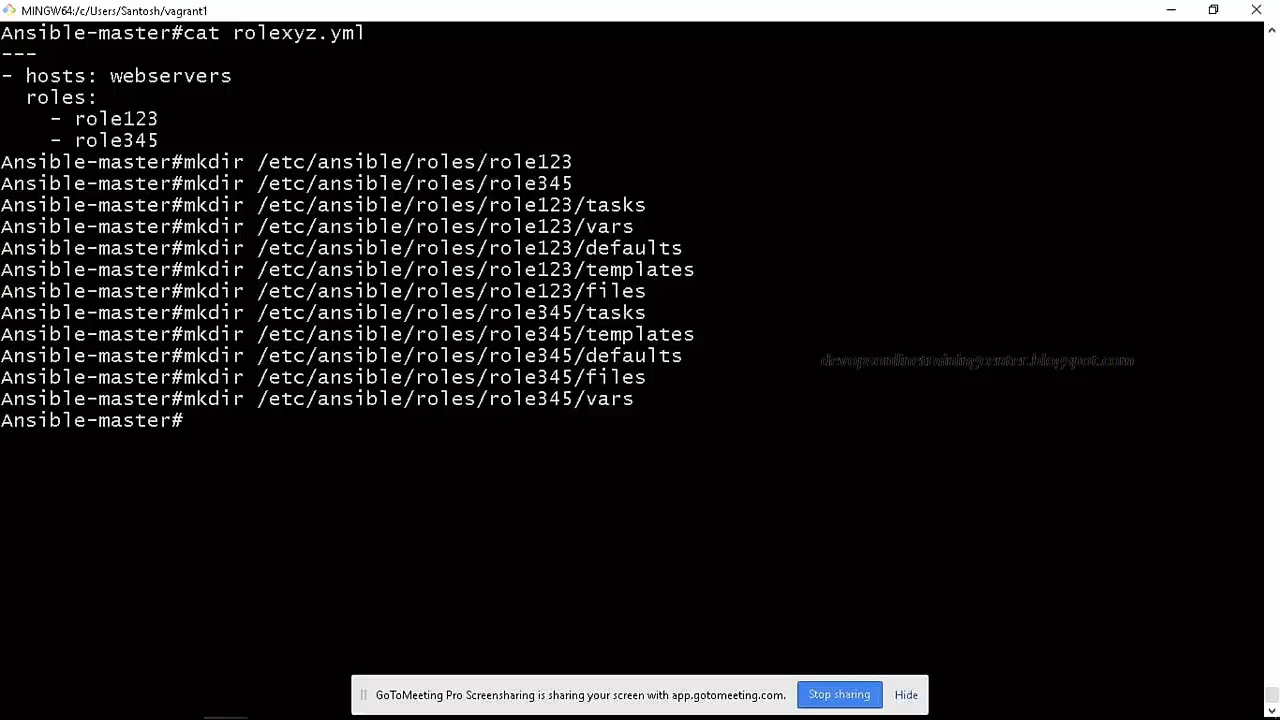 MINGW64:/c/Users/Santosh/vagrant1
Ansible-master#cat rolexyz.yml
---
- hosts: webservers
  roles:
    - role123
    - role345
Ansible-master#mkdir /etc/ansible/roles/role123
Ansible-master#mkdir /etc/ansible/roles/role345
Ansible-master#mkdir /etc/ansible/roles/role123/tasks
Ansible-master#mkdir /etc/ansible/roles/role123/vars
Ansible-master#mkdir /etc/ansible/roles/role123/defaults
Ansible-master#mkdir /etc/ansible/roles/role123/templates
Ansible-master#mkdir /etc/ansible/roles/role123/files
Ansible-master#mkdir /etc/ansible/roles/role345/tasks
Ansible-master#mkdir /etc/ansible/roles/role345/templates
Ansible-master#mkdir /etc/ansible/roles/role345/defaults
devopsonlinetrainingcenter.blogspot.com
Ansible-master#mkdir /etc/ansible/roles/role345/files
Ansible-master#mkdir /etc/ansible/roles/role345/vars
Ansible-master#
GoToMeeting Pro Screensharing is sharing your screen with app.gotomeeting.com.
Stop sharing
Hide